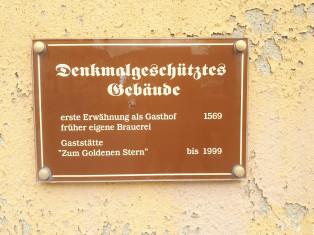 Denkmalgeschütztes
Gebäude
erste Erwähnung als Gasthof 1569
früher eigene Brauerei
Gaststätte
"Zum Goldenen Stern" bis 1999